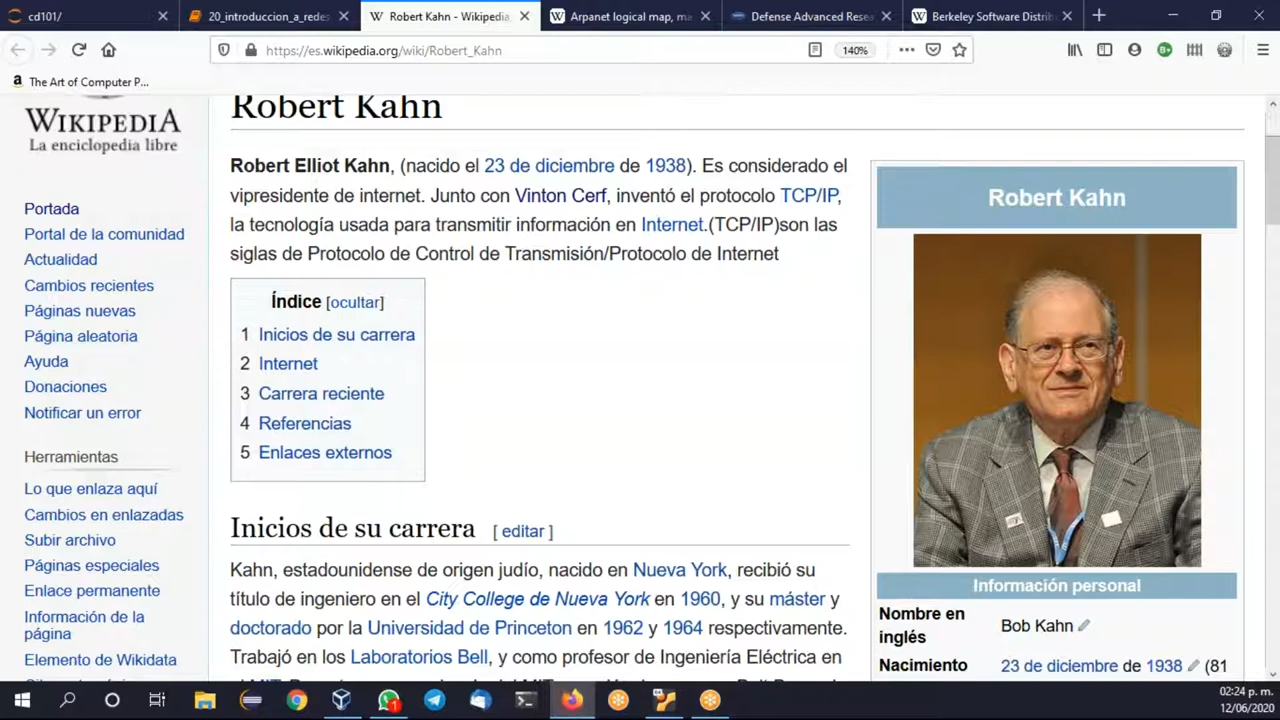 cd101/
20_introduccion_a_redes
Robert Kahn - Wikipedia,
Arpanet logical map, ma
Defense Advanced Resea
Berkeley Software Distrib
https://es.wikipedia.org/wiki/Robert_Kahn
140%
The Art of Computer P...
WIKIPEDIA
La enciclopedia libre
Portada
Portal de la comunidad
Actualidad
Cambios recientes
Páginas nuevas
Página aleatoria
Ayuda
Donaciones
Notificar un error
Herramientas
Lo que enlaza aquí
Cambios en enlazadas
Subir archivo
Páginas especiales
Enlace permanente
Información de la
página
Elemento de Wikidata
Robert Kahn
Robert Elliot Kahn, (nacido el 23 de diciembre de 1938). Es considerado el
vipresidente de internet. Junto con Vinton Cerf, inventó el protocolo TCP/IP,
la tecnología usada para transmitir información en Internet.(TCP/IP)son las
siglas de Protocolo de Control de Transmisión/Protocolo de Internet
Índice [ocultar]
1 Inicios de su carrera
2 Internet
3 Carrera reciente
4 Referencias
5 Enlaces externos
Inicios de su carrera [ editar ]
Kahn, estadounidense de origen judío, nacido en Nueva York, recibió su
título de ingeniero en el City College de Nueva York en 1960, y su máster y
doctorado por la Universidad de Princeton en 1962 y 1964 respectivamente.
Trabajó en los Laboratorios Bell, y como profesor de Ingeniería Eléctrica en
Robert Kahn
Información personal
Nombre en
inglés
Bob Kahn
Nacimiento
23 de diciembre de 1938 (81
1
02:24 p. m.
12/06/2020